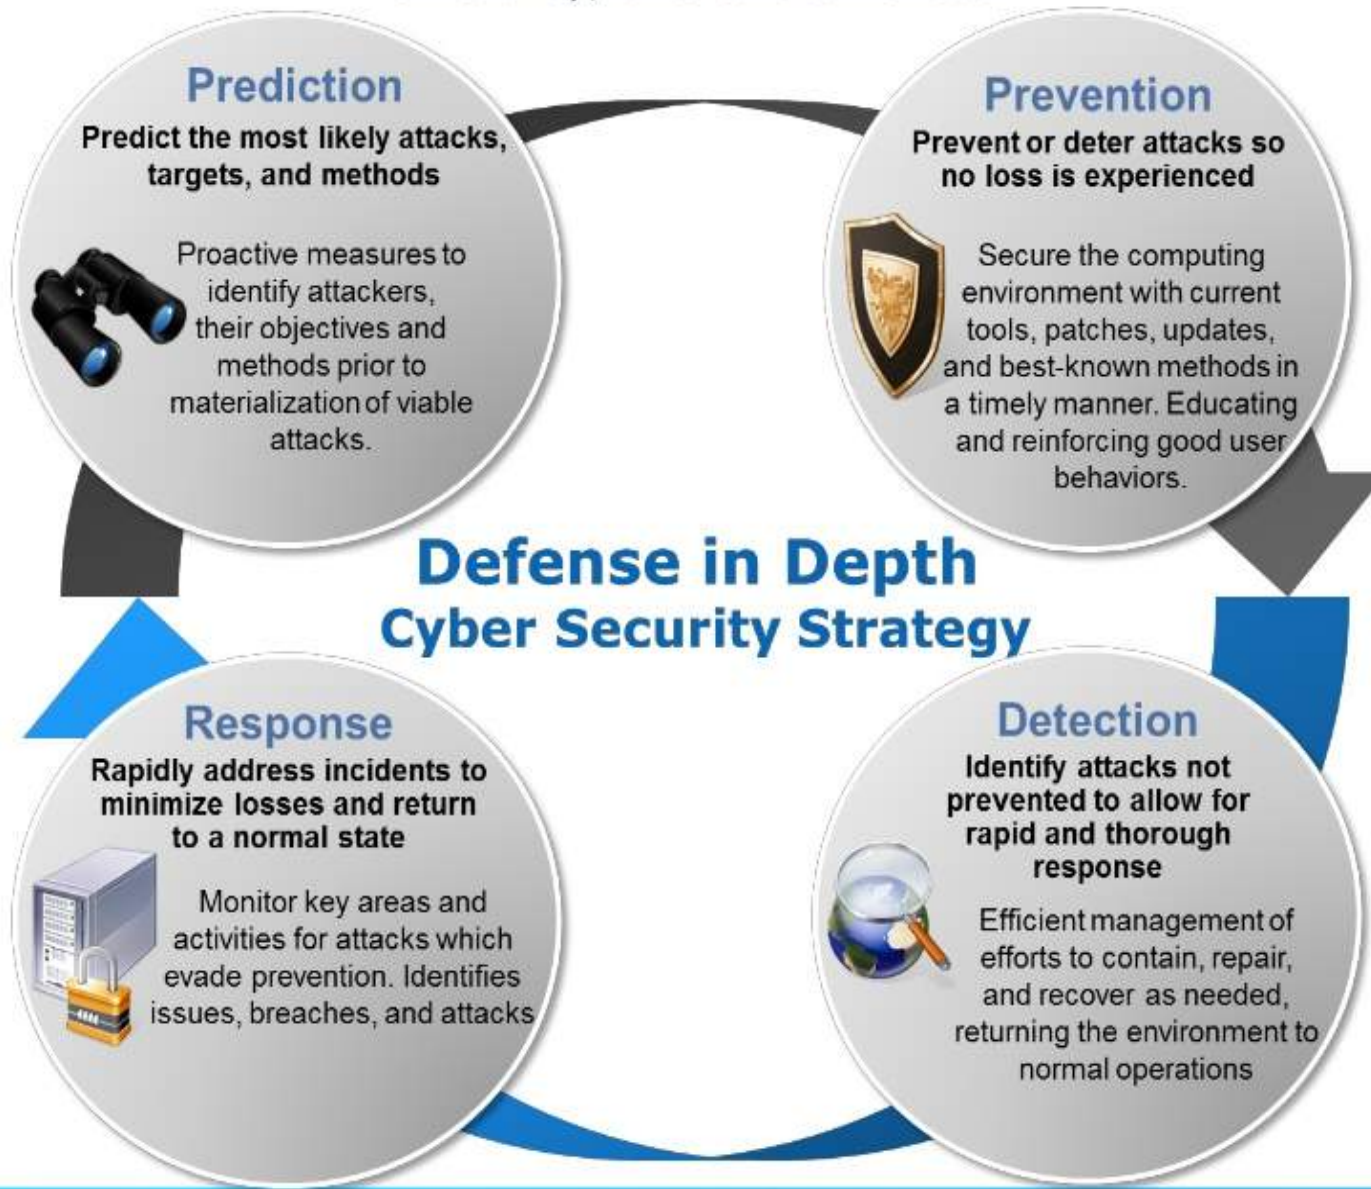 Prediction
Predict the most likely attacks,
targets, and methods
Proactive measures to
identify attackers,
their objectives and
methods prior to
materialization of viable
attacks.
Prevention
Prevent or deter attacks so
no loss is experienced
Secure the computing
environment with current
tools, patches, updates,
and best-known methods in
a timely manner. Educating
and reinforcing good user
behaviors.
Defense in Depth
Cyber Security Strategy
Response
Rapidly address incidents to
minimize losses and return
to a normal state
Monitor key areas and
activities for attacks which
evade prevention. Identifies
issues, breaches, and attacks
Detection
Identify attacks not
prevented to allow for
rapid and thorough
response
Efficient management of
efforts to contain, repair,
and recover as needed,
returning the environment to
normal operations